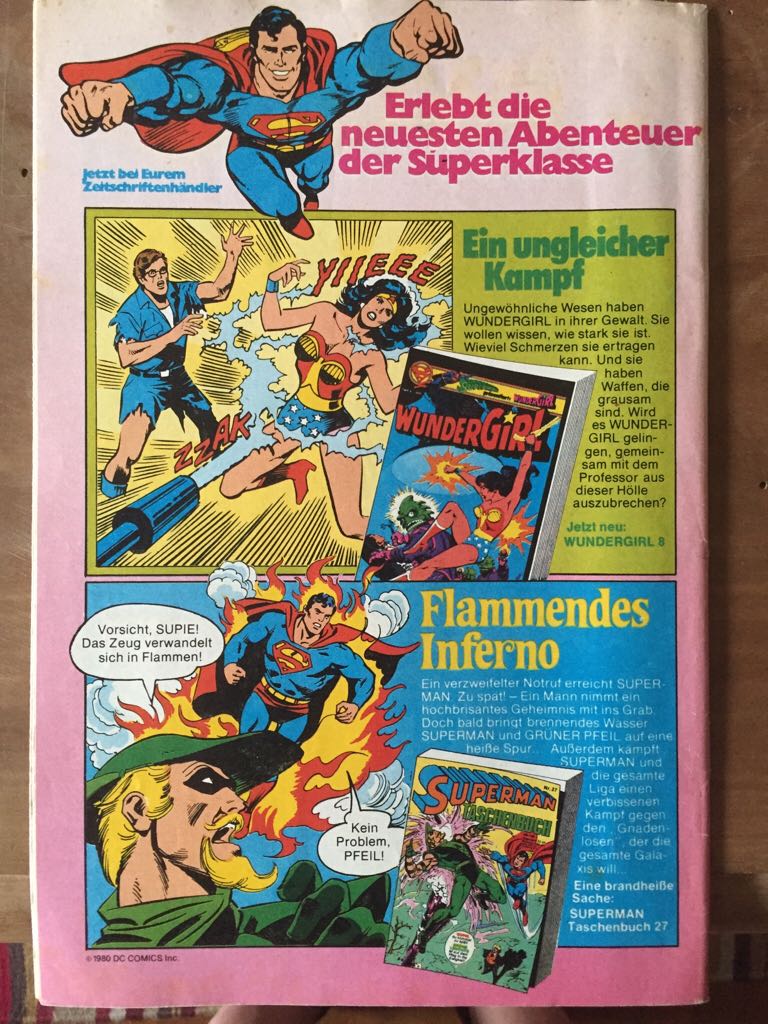 Erlebt die
neuesten Abenteuer
der Superklasse
jetzt bei Eurem
Zeitschriftenhändler
YIIEEEE
ZZAK
Ein ungleicher
Kampf
Ungewöhnliche Wesen haben
WUNDERGIRL in ihrer Gewalt. Sie
wollen wissen, wie stark sie ist.
Wieviel Schmerzen sie ertragen
kann. Und sie
haben
Waffen, die
grausam
sind. Wird
es WUNDER-
GIRL gelin-
gen, gemein-
sam mit dem
Professor aus
dieser Hölle
auszubrechen?
Jetzt neu:
WUNDERGIRL 8
WUNDERGIRL
WUNDERGIRL
Vorsicht, SUPIE!
Das Zeug verwandelt
sich in Flammen!
Kein
Problem,
PFEIL!
Flammendes
Inferno
Ein verzweifelter Notruf erreicht SUPER-
MAN. Zu spät! – Ein Mann nimmt ein
hochbrisantes Geheimnis mit ins Grab.
Doch bald bringt brennendes Wasser
SUPERMAN und GRÜNER PFEIL auf eine
heiße Spur... Außerdem kämpft
SUPERMAN und
die gesamte
Liga einen
verbissenen
Kampf gegen
den „Gnaden-
losen", der die
gesamte Gala-
xis will...
Eine brandheiße
Sache:
SUPERMAN
Taschenbuch 27
Nr. 27
SUPERMAN
TASCHENBUCH
© 1980 DC COMICS Inc.